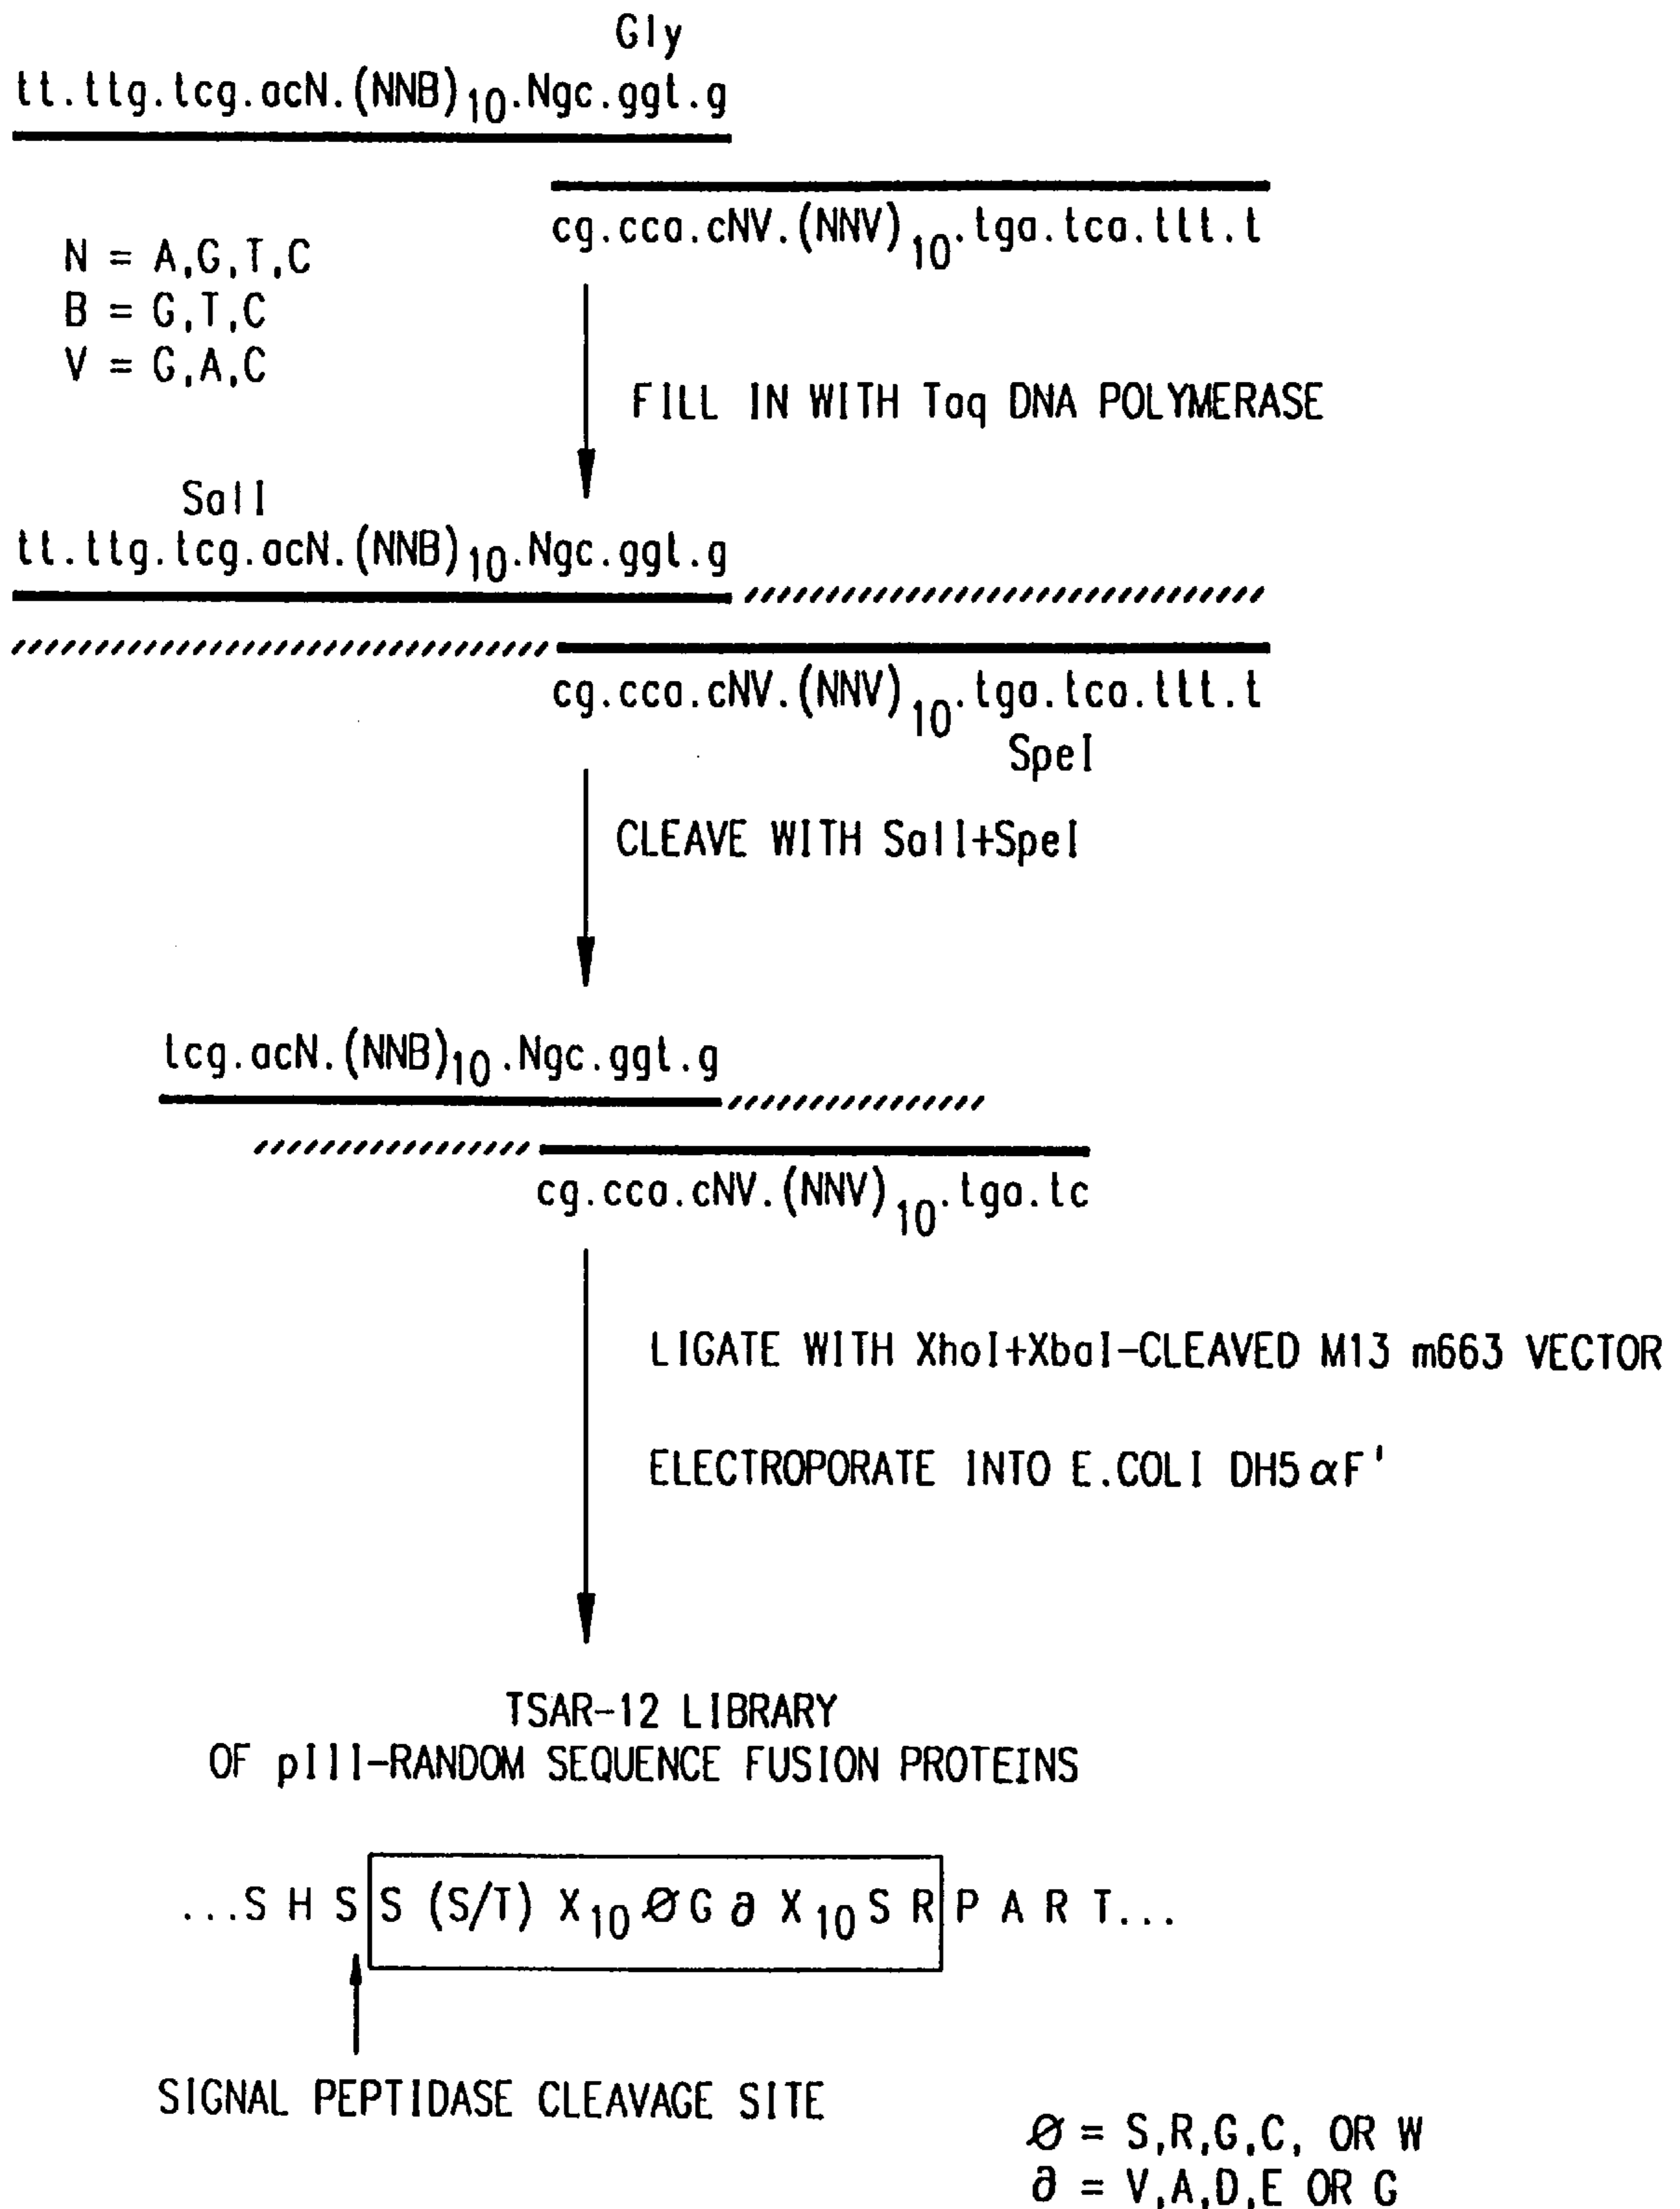 Gly
tt.ttg.tcg.acN.(NNB)10.Ngc.ggt.g
cg.cca.cNV.(NNV)10.tga.tca.ttt.t
N = A,G,T,C
B = G,T,C
V = G,A,C
FILL IN WITH Taq DNA POLYMERASE
SalI
tt.ttg.tcg.acN.(NNB)10.Ngc.ggt.g
cg.cca.cNV.(NNV)10.tga.tca.ttt.t
SpeI
CLEAVE WITH SalI+SpeI
tcg.acN.(NNB)10.Ngc.ggt.g
cg.cca.cNV.(NNV)10.tga.tc
LIGATE WITH XhoI+XbaI-CLEAVED M13 m663 VECTOR
ELECTROPORATE INTO E.COLI DH5αF'
TSAR-12 LIBRARY
OF pIII-RANDOM SEQUENCE FUSION PROTEINS
...S H S S (S/T) X10 Ø G ∂ X10 S R P A R T...
SIGNAL PEPTIDASE CLEAVAGE SITE
Ø = S,R,G,C, OR W
∂ = V,A,D,E OR G